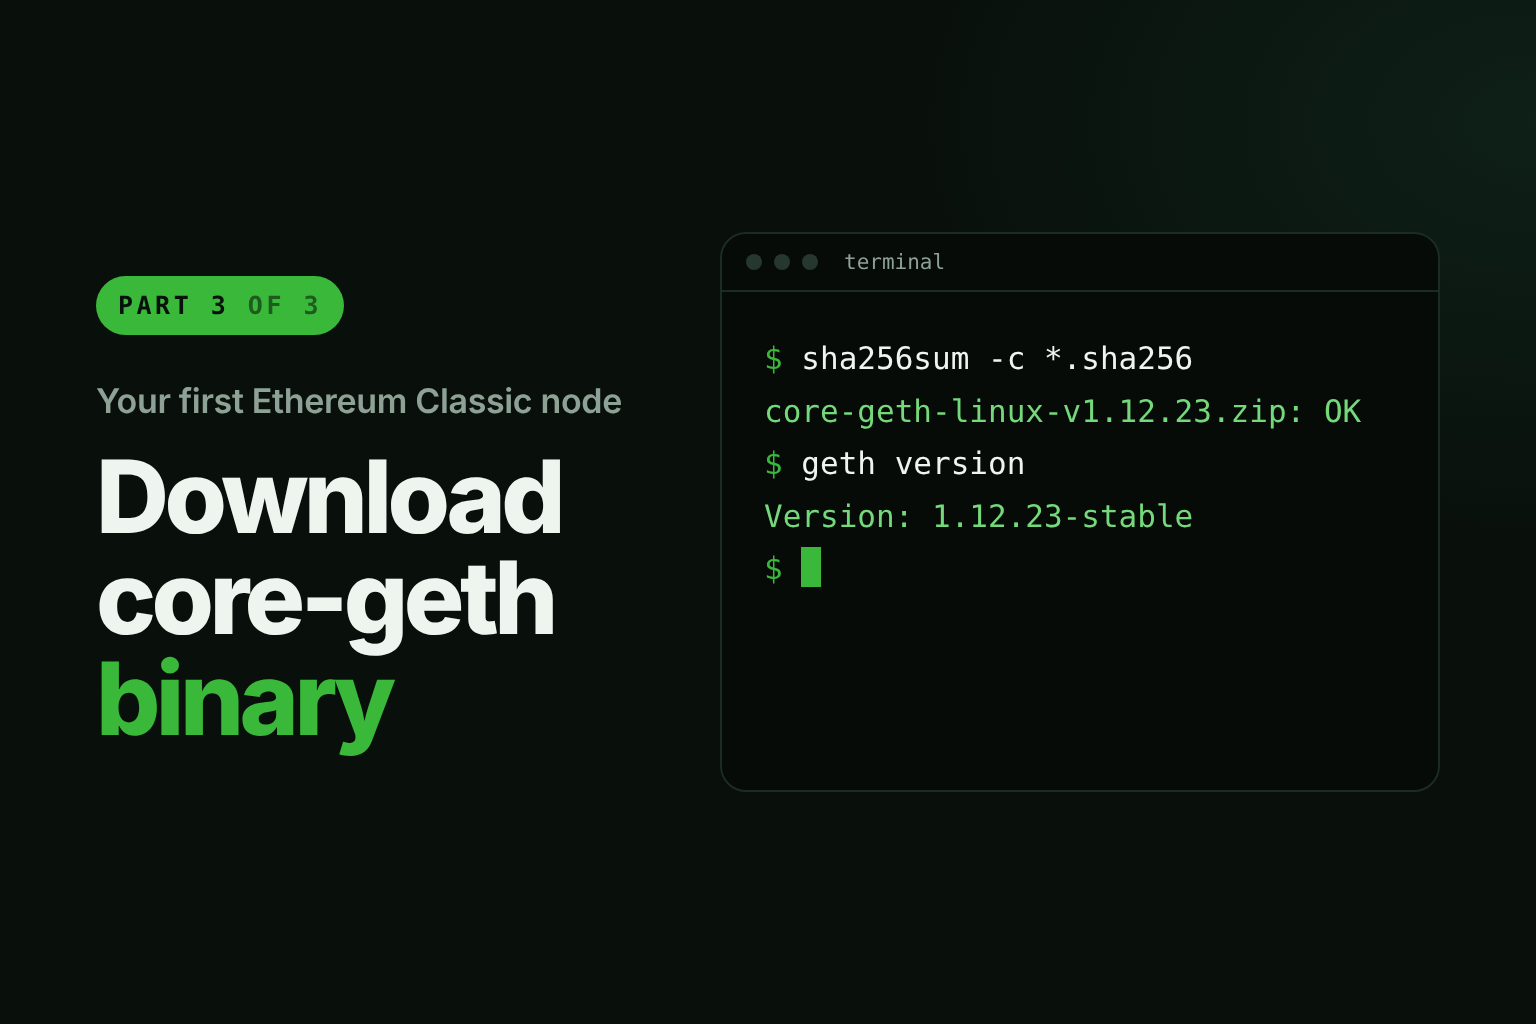 PART 3 OF 3
Your first Ethereum Classic node
Download
core-geth
binary
terminal
$ sha256sum -c *.sha256
core-geth-linux-v1.12.23.zip: OK
$ geth version
Version: 1.12.23-stable
$